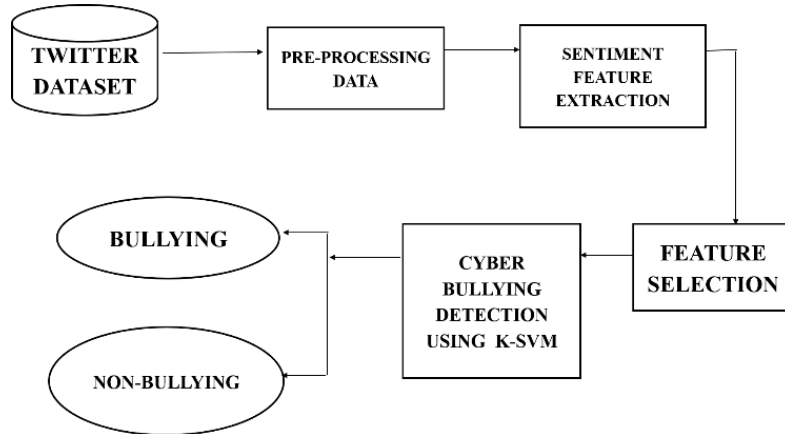 TWITTER
DATASET
PRE-PROCESSING
DATA
SENTIMENT
FEATURE
EXTRACTION
FEATURE
SELECTION
CYBER
BULLYING
DETECTION
USING K-SVM
BULLYING
NON-BULLYING